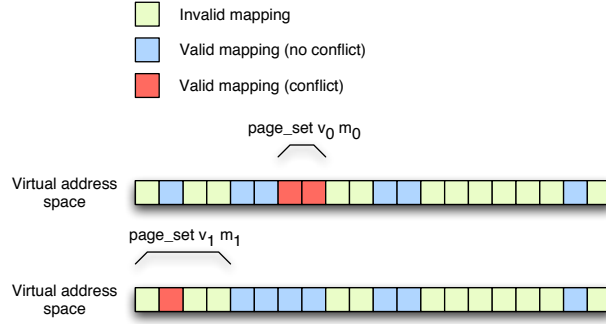 Invalid mapping
Valid mapping (no conflict)
Valid mapping (conflict)
page_set v₀ m₀
Virtual address
space
page_set v₁ m₁
Virtual address
space